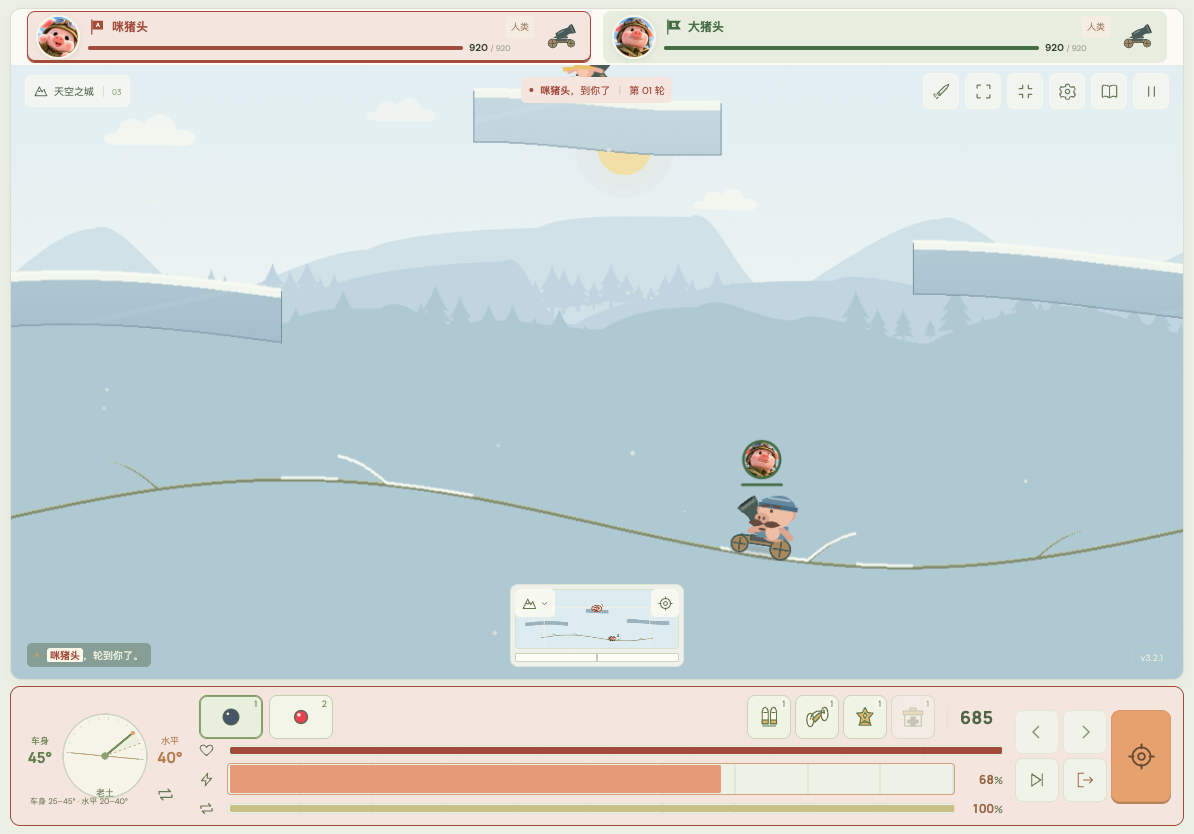 咪猪头
人类
920 / 920
大猪头
人类
920 / 920
天空之城 03
咪猪头，到你了 第 01 轮
咪猪头，轮到你了。
v3.2.1
车身
45°
水平
40°
老土
车身 25–45° · 水平 20–40°
1
2
1
1
1
1
685
68%
100%